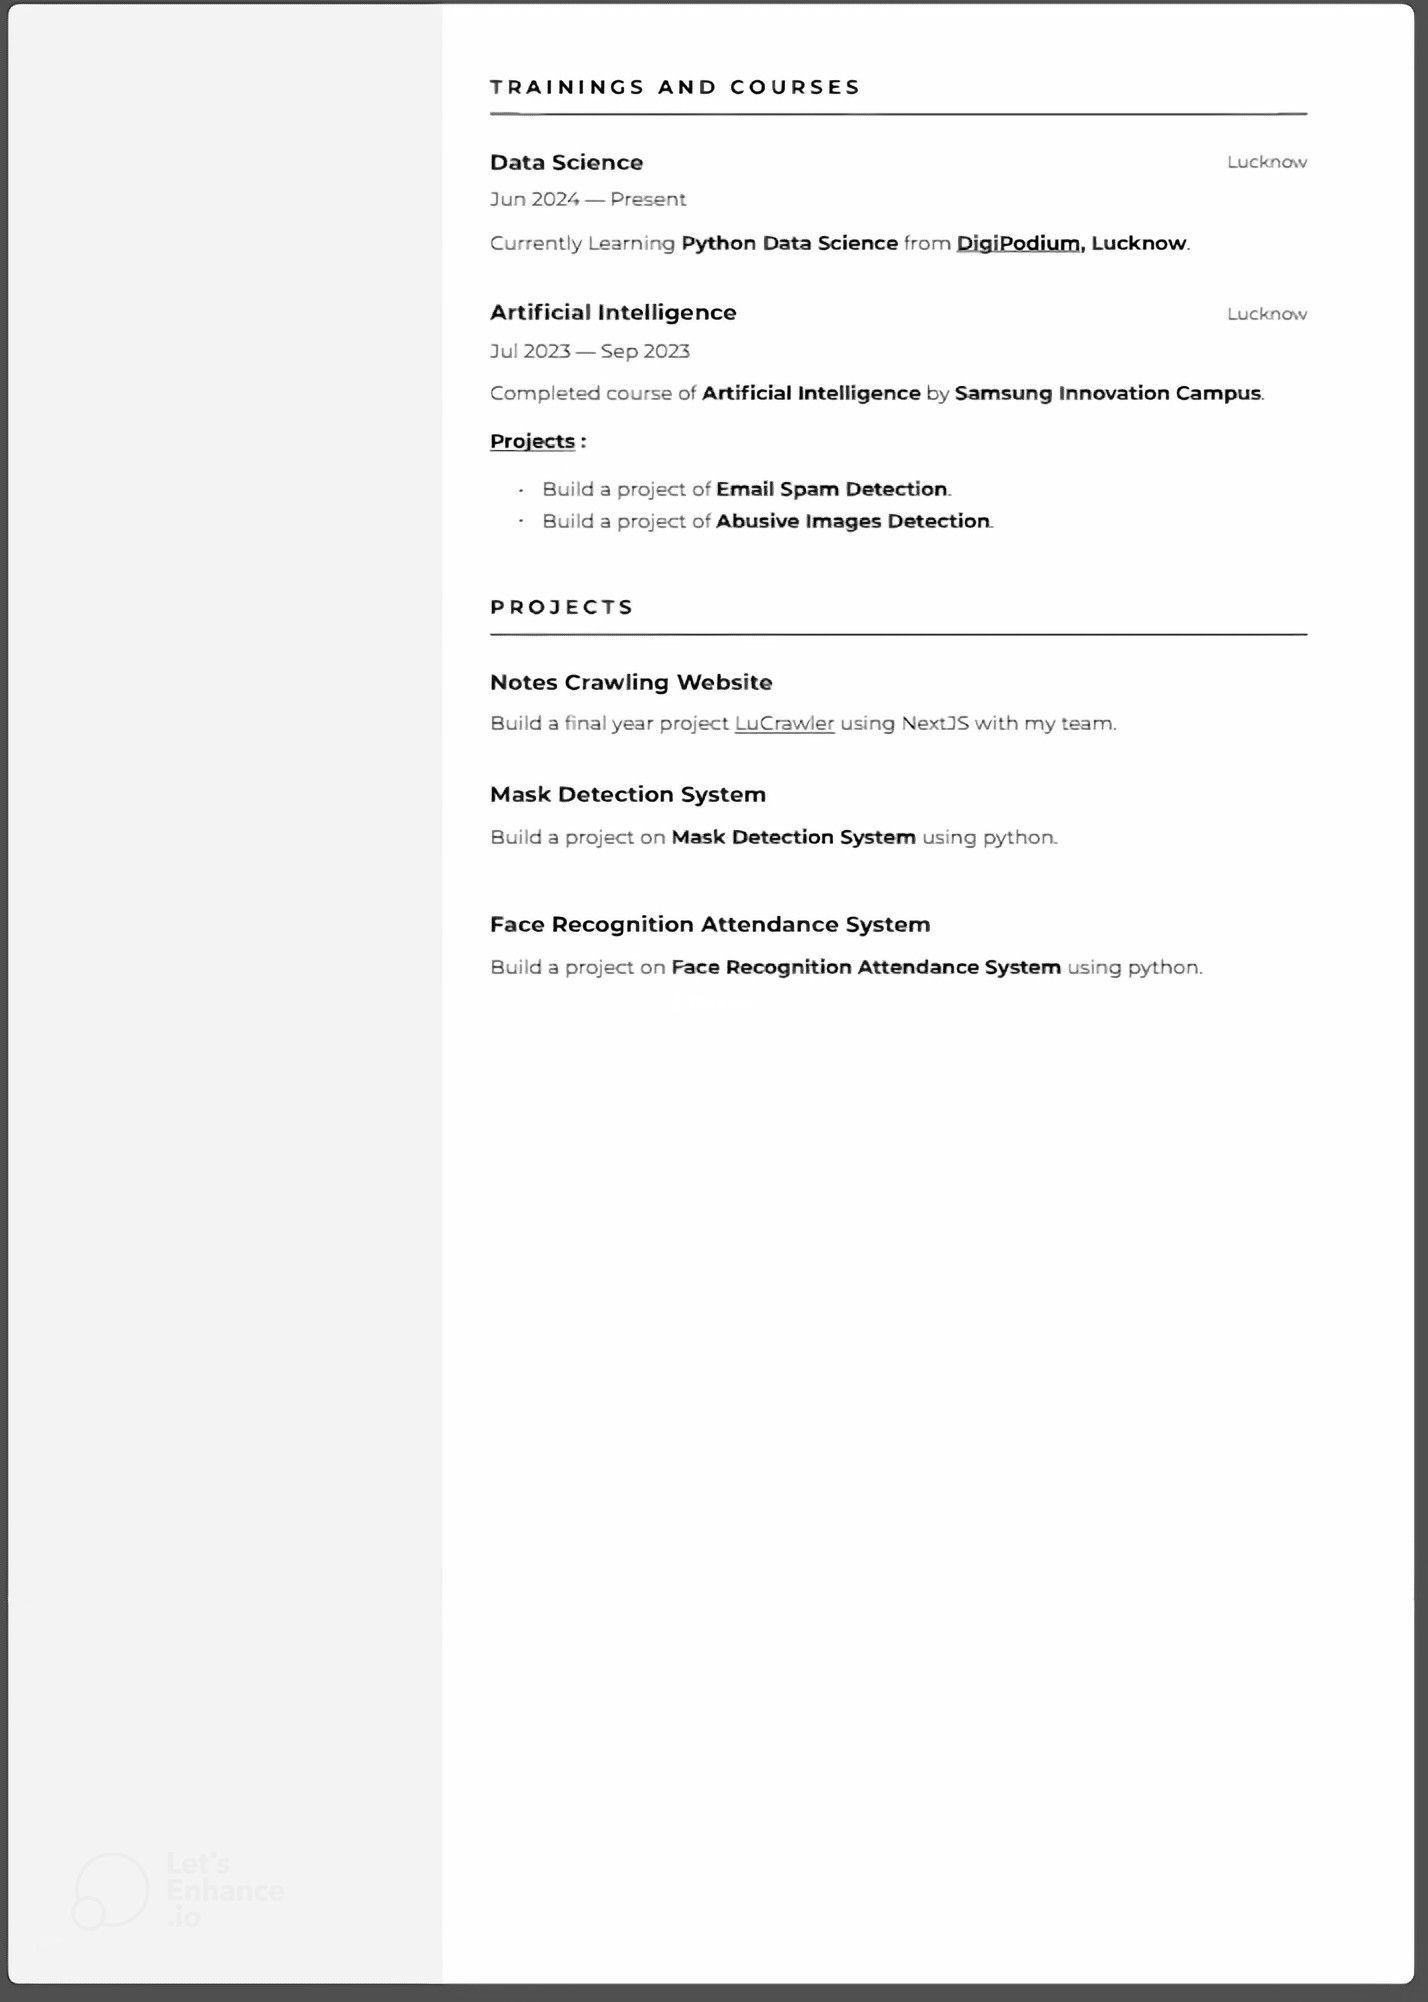 TRAININGS AND COURSES
Data Science Lucknow
Jun 2024 — Present
Currently Learning Python Data Science from DigiPodium, Lucknow.
Artificial Intelligence Lucknow
Jul 2023 — Sep 2023
Completed course of Artificial Intelligence by Samsung Innovation Campus.
Projects :
· Build a project of Email Spam Detection.
· Build a project of Abusive Images Detection.
PROJECTS
Notes Crawling Website
Build a final year project LuCrawler using NextJS with my team.
Mask Detection System
Build a project on Mask Detection System using python.
Face Recognition Attendance System
Build a project on Face Recognition Attendance System using python.
Let's
Enhance
.io